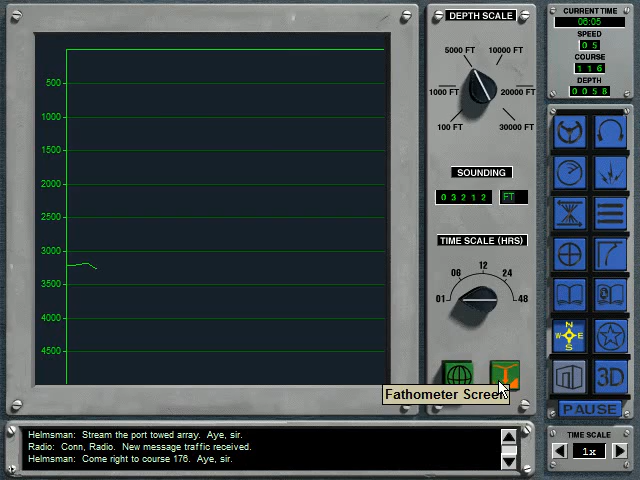 DEPTH SCALE
5000 FT
10000 FT
1000 FT
20000 FT
100 FT
30000 FT
SOUNDING
03212 FT
TIME SCALE (HRS)
12
06
24
01
48
Fathometer Screen
500
1000
1500
2000
2500
3000
3500
4000
4500
CURRENT TIME
06:05
SPEED
05
COURSE
116
DEPTH
0058
N
W E
S
3D
PAUSE
TIME SCALE
1x
Helmsman: Stream the port towed array. Aye, sir.
Radio: Conn, Radio. New message traffic received.
Helmsman: Come right to course 176. Aye, sir.